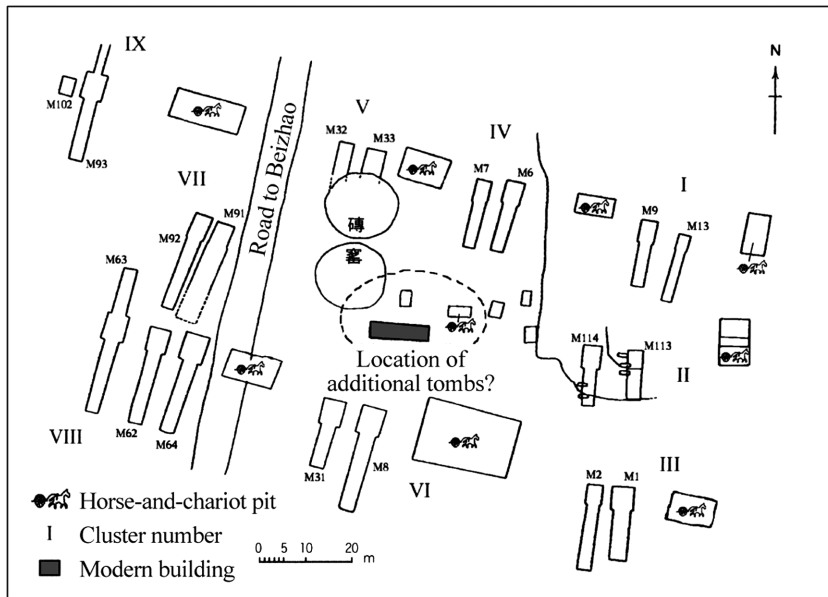 IX
N
M102
M93
Road to Beizhao
V
M32
M33
IV
M7
M6
I
M9
M13
VII
M92
M91
M63
磚
窰
Location of
additional tombs?
M114
M113
II
VIII
M62
M64
M31
M8
VI
III
M2
M1
Horse-and-chariot pit
I Cluster number
Modern building
0 5 10 20
m